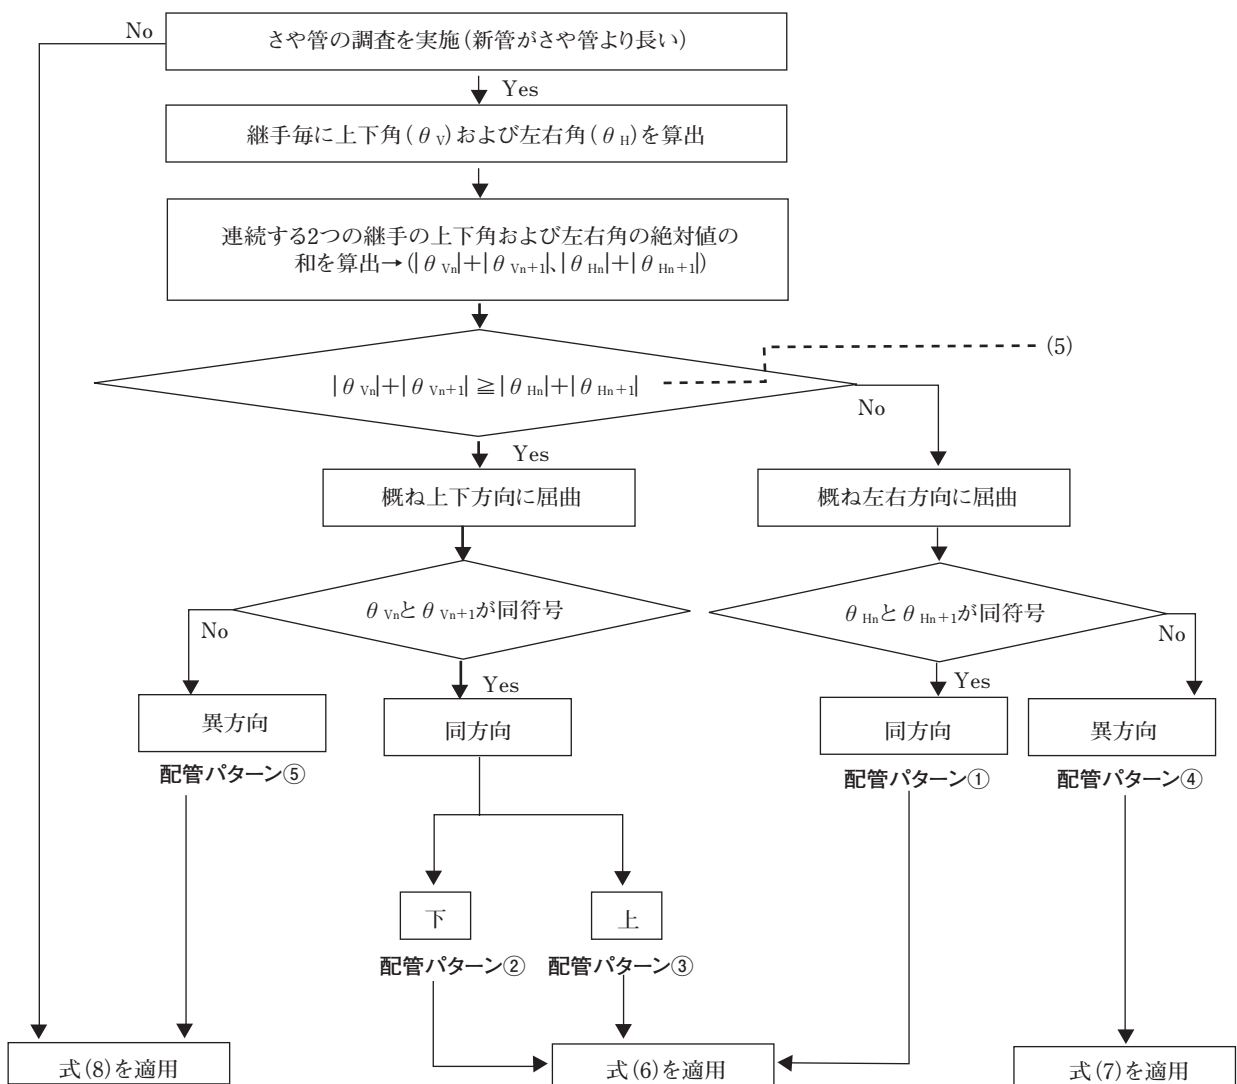 No
さや管の調査を実施(新管がさや管より長い)
Yes
継手毎に上下角(θV)および左右角(θH)を算出
連続する2つの継手の上下角および左右角の絶対値の
和を算出→(|θVn|+|θVn+1|、|θHn|+|θHn+1|)
(5)
|θVn|+|θVn+1|≧|θHn|+|θHn+1|
No
Yes
概ね上下方向に屈曲
概ね左右方向に屈曲
θVnとθVn+1が同符号
θHnとθHn+1が同符号
No
No
Yes
Yes
異方向
同方向
同方向
異方向
配管パターン⑤
配管パターン①
配管パターン④
下
上
配管パターン②
配管パターン③
式(8)を適用
式(6)を適用
式(7)を適用